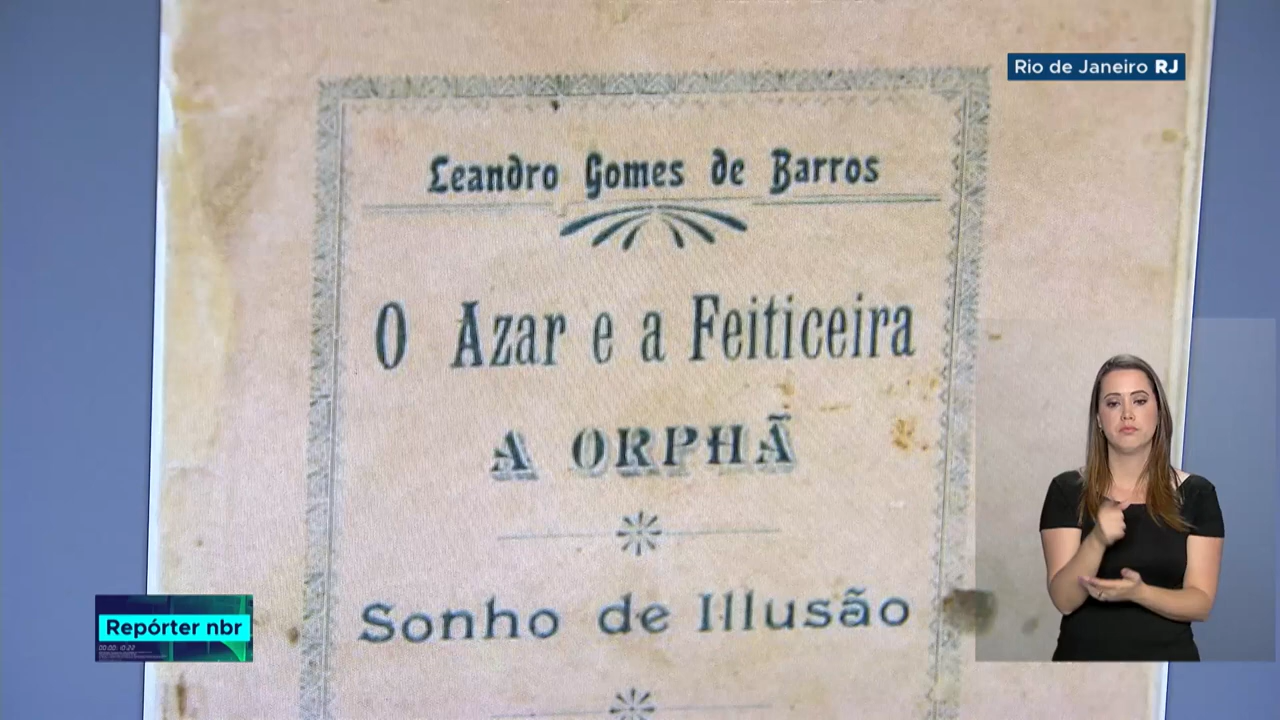 Rio de Janeiro RJ
Leandro Gomes de Barros
O Azar e a Feiticeira
A ORPHÃ
Sonho de Illusão
Repórter nbr